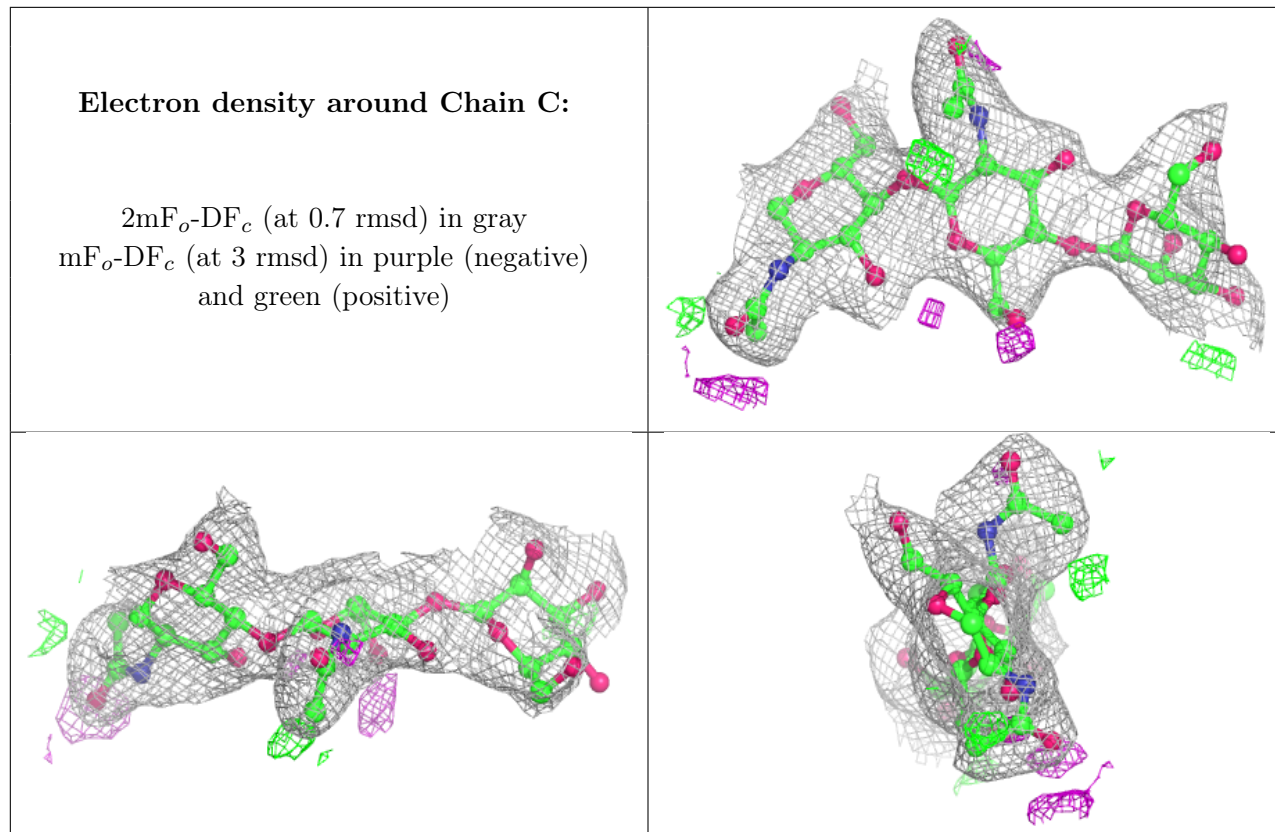 Electron density around Chain C:
2mFₒ-DF𝒸 (at 0.7 rmsd) in gray
mFₒ-DF𝒸 (at 3 rmsd) in purple (negative)
and green (positive)